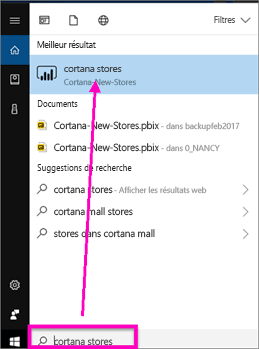 Filtres
Meilleur résultat
cortana stores
Cortana-New-Stores
Documents
Cortana-New-Stores.pbix - dans backupfeb2017
Cortana-New-Stores.pbix - dans 0_NANCY
Suggestions de recherche
cortana stores - Afficher les résultats web
cortana mall stores
stores dans cortana mall
cortana stores